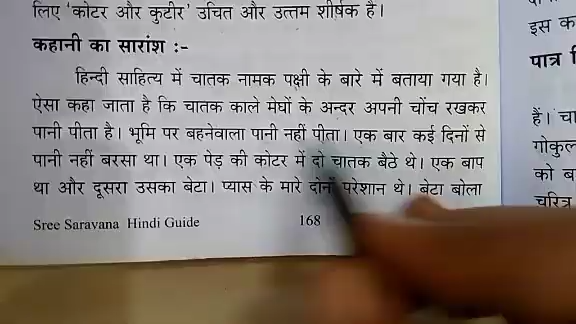 लिए 'कोटर और कुटीर' उचित और उत्तम शीर्षक है।
कहानी का सारांश :-
हिन्दी साहित्य में चातक नामक पक्षी के बारे में बताया गया है।
ऐसा कहा जाता है कि चातक काले मेघों के अन्दर अपनी चोंच रखकर
पानी पीता है। भूमि पर बहनेवाला पानी नहीं पीता। एक बार कई दिनों से
पानी नहीं बरसा था। एक पेड़ की कोटर में दो चातक बैठे थे। एक बाप
था और दूसरा उसका बेटा। प्यास के मारे दोनों परेशान थे। बेटा बोला
Sree Saravana Hindi Guide 168
इस क
पात्र
हैं। चा
गोकुल
को ब
चरित्र